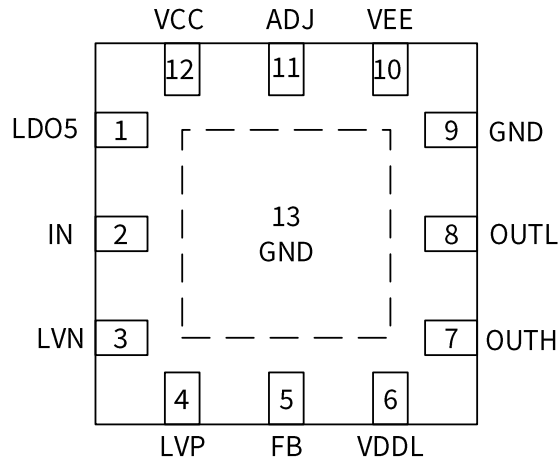 VCC ADJ VEE
12 11 10
LDO5 1 9 GND
13
IN 2 8 OUTL
GND
LVN 3 7 OUTH
4 5 6
LVP FB VDDL